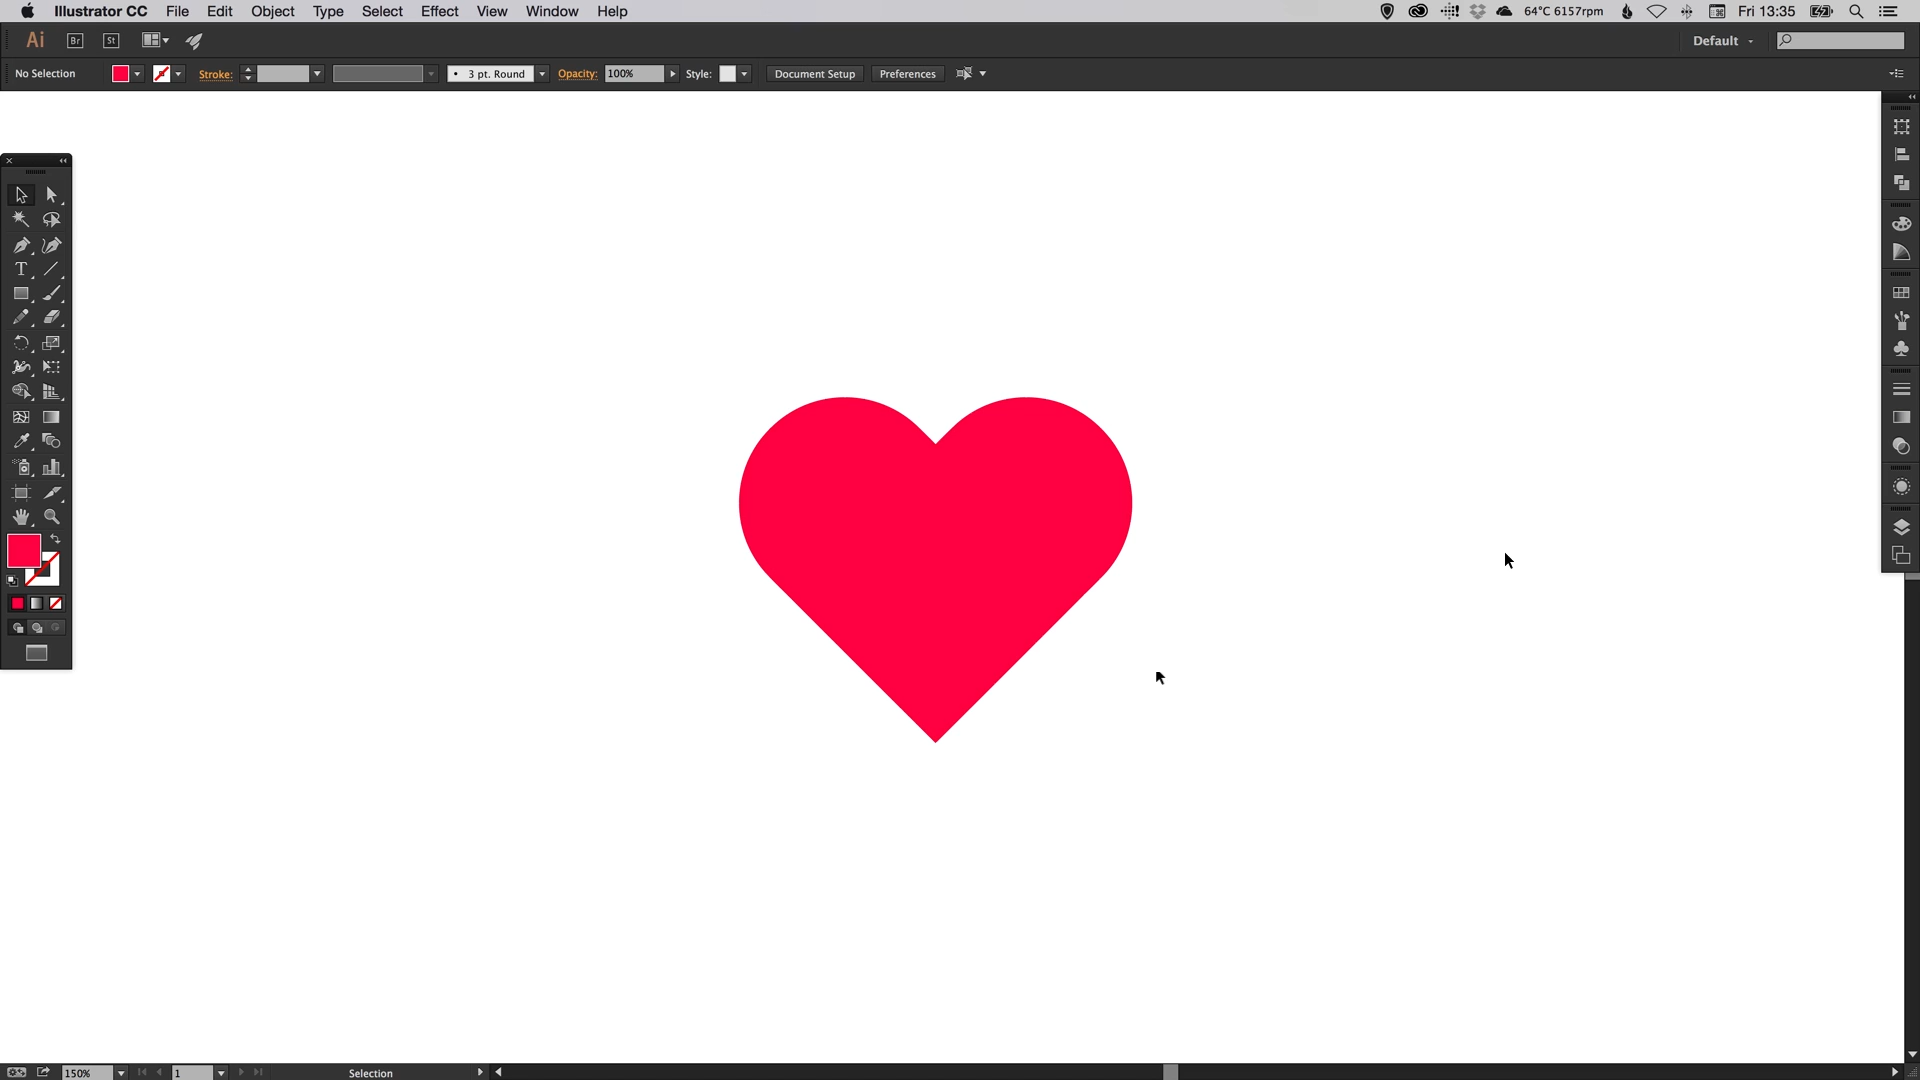 Illustrator CC File Edit Object Type Select Effect View Window Help 64°C 6157rpm Fri 13:35
Ai Br St Default
No Selection Stroke: 3 pt. Round Opacity: 100% Style: Document Setup Preferences
T
150% 1 Selection